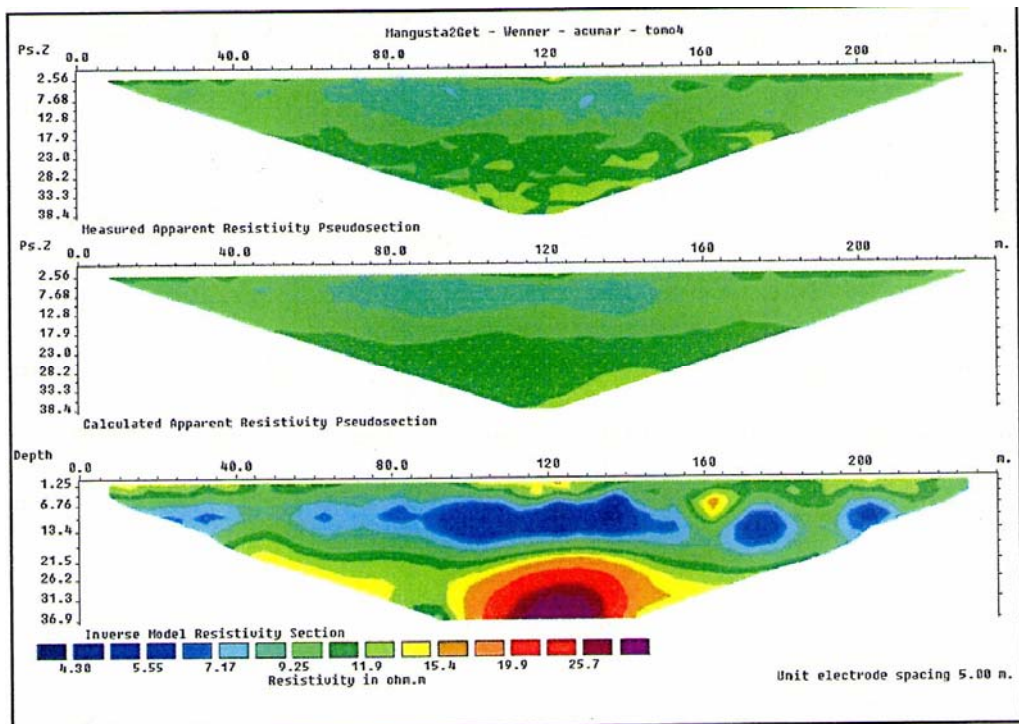 Mangusta2Get - Wenner - acumar - tomo4
Ps.Z 0.0 40.0 80.0 120.0 160 200 m.
2.56
7.68
12.8
17.9
23.0
28.2
33.3
38.4
Measured Apparent Resistivity Pseudosection
Ps.Z 0.0 40.0 80.0 120.0 160 200 m.
2.56
7.68
12.8
17.9
23.0
28.2
33.3
38.4
Calculated Apparent Resistivity Pseudosection
Depth 0.0 40.0 80.0 120.0 160 200 m.
1.25
6.76
13.4
21.5
26.2
31.3
36.9
Inverse Model Resistivity Section
4.30 5.55 7.17 9.25 11.9 15.4 19.9 25.7
Resistivity in ohm.m
Unit electrode spacing 5.00 m.